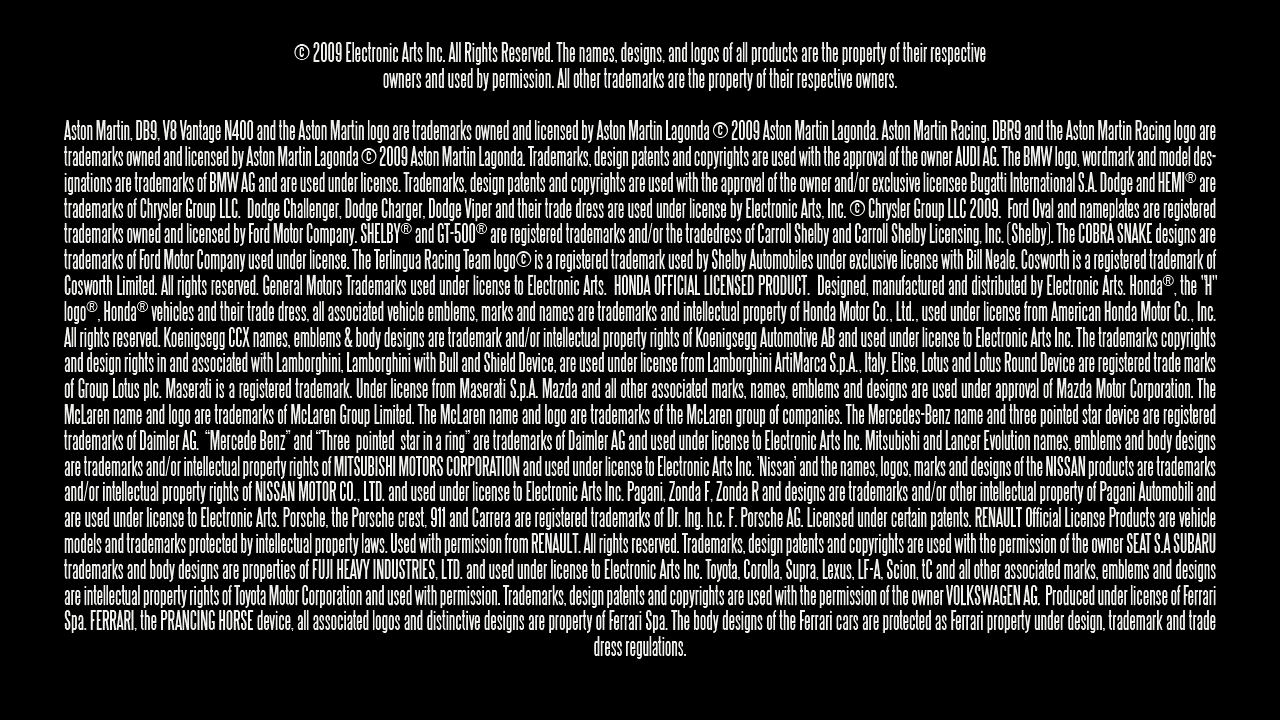 © 2009 Electronic Arts Inc. All Rights Reserved. The names, designs, and logos of all products are the property of their respective
owners and used by permission. All other trademarks are the property of their respective owners.
Aston Martin, DB9, V8 Vantage N400 and the Aston Martin logo are trademarks owned and licensed by Aston Martin Lagonda © 2009 Aston Martin Lagonda. Aston Martin Racing, DBR9 and the Aston Martin Racing logo are
trademarks owned and licensed by Aston Martin Lagonda © 2009 Aston Martin Lagonda. Trademarks, design patents and copyrights are used with the approval of the owner AUDI AG. The BMW logo, wordmark and model des-
ignations are trademarks of BMW AG and are used under license. Trademarks, design patents and copyrights are used with the approval of the owner and/or exclusive licensee Bugatti International S.A. Dodge and HEMI® are
trademarks of Chrysler Group LLC.  Dodge Challenger, Dodge Charger, Dodge Viper and their trade dress are used under license by Electronic Arts, Inc. © Chrysler Group LLC 2009.  Ford Oval and nameplates are registered
trademarks owned and licensed by Ford Motor Company. SHELBY® and GT-500® are registered trademarks and/or the tradedress of Carroll Shelby and Carroll Shelby Licensing, Inc. (Shelby). The COBRA SNAKE designs are
trademarks of Ford Motor Company used under license. The Terlingua Racing Team logo© is a registered trademark used by Shelby Automobiles under exclusive license with Bill Neale. Cosworth is a registered trademark of
Cosworth Limited. All rights reserved. General Motors Trademarks used under license to Electronic Arts.  HONDA OFFICIAL LICENSED PRODUCT.  Designed, manufactured and distributed by Electronic Arts. Honda®, the "H"
logo®, Honda® vehicles and their trade dress, all associated vehicle emblems, marks and names are trademarks and intellectual property of Honda Motor Co., Ltd., used under license from American Honda Motor Co., Inc.
All rights reserved. Koenigsegg CCX names, emblems & body designs are trademark and/or intellectual property rights of Koenigsegg Automotive AB and used under license to Electronic Arts Inc. The trademarks copyrights
and design rights in and associated with Lamborghini, Lamborghini with Bull and Shield Device, are used under license from Lamborghini ArtiMarca S.p.A., Italy. Elise, Lotus and Lotus Round Device are registered trade marks
of Group Lotus plc. Maserati is a registered trademark. Under license from Maserati S.p.A. Mazda and all other associated marks, names, emblems and designs are used under approval of Mazda Motor Corporation. The
McLaren name and logo are trademarks of McLaren Group Limited. The McLaren name and logo are trademarks of the McLaren group of companies. The Mercedes-Benz name and three pointed star device are registered
trademarks of Daimler AG.  “Mercede Benz” and “Three  pointed  star in a ring” are trademarks of Daimler AG and used under license to Electronic Arts Inc. Mitsubishi and Lancer Evolution names, emblems and body designs
are trademarks and/or intellectual property rights of MITSUBISHI MOTORS CORPORATION and used under license to Electronic Arts Inc. 'Nissan' and the names, logos, marks and designs of the NISSAN products are trademarks
and/or intellectual property rights of NISSAN MOTOR CO., LTD. and used under license to Electronic Arts Inc. Pagani, Zonda F, Zonda R and designs are trademarks and/or other intellectual property of Pagani Automobili and
are used under license to Electronic Arts. Porsche, the Porsche crest, 911 and Carrera are registered trademarks of Dr. Ing. h.c. F. Porsche AG. Licensed under certain patents. RENAULT Official License Products are vehicle
models and trademarks protected by intellectual property laws. Used with permission from RENAULT. All rights reserved. Trademarks, design patents and copyrights are used with the permission of the owner SEAT S.A SUBARU
trademarks and body designs are properties of FUJI HEAVY INDUSTRIES, LTD. and used under license to Electronic Arts Inc. Toyota, Corolla, Supra, Lexus, LF-A, Scion, tC and all other associated marks, emblems and designs
are intellectual property rights of Toyota Motor Corporation and used with permission. Trademarks, design patents and copyrights are used with the permission of the owner VOLKSWAGEN AG.  Produced under license of Ferrari
Spa. FERRARI, the PRANCING HORSE device, all associated logos and distinctive designs are property of Ferrari Spa. The body designs of the Ferrari cars are protected as Ferrari property under design, trademark and trade
dress regulations.